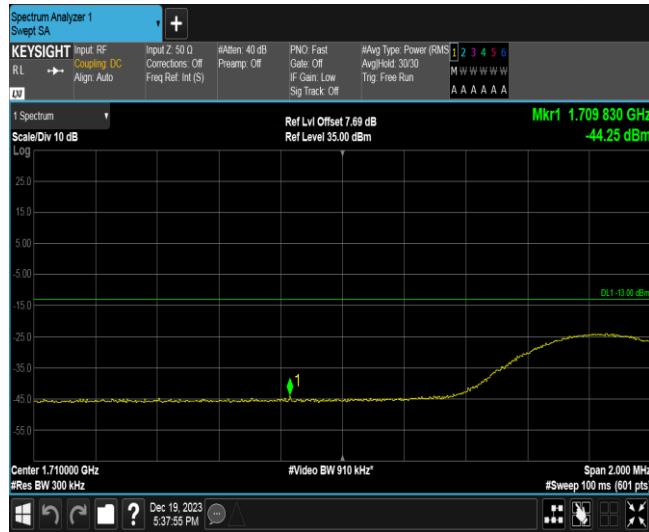 Spectrum Analyzer 1
Swept SA
+
KEYSIGHT Input: RF Input Z: 50 Ω #Atten: 40 dB PNO: Fast #Avg Type: Power (RMS 1 2 3 4 5 6
RL Coupling: DC Corrections: Off Preamp: Off Gate: Off Avg|Hold: 30/30 M W W W W W
Align: Auto Freq Ref: Int (S) IF Gain: Low Trig: Free Run
LXI Sig Track: Off A A A A A A
1 Spectrum Ref Lvl Offset 7.69 dB Mkr1 1.709 830 GHz
Scale/Div 10 dB Ref Level 35.00 dBm -44.25 dBm
Log
25.0
15.0
5.00
-5.00
DL1 -13.00 dBm
-15.0
-25.0
-35.0
1
-45.0
-55.0
Center 1.710000 GHz #Video BW 910 kHz* Span 2.000 MHz
#Res BW 300 kHz #Sweep 100 ms (601 pts)
? Dec 19, 2023
5:37:55 PM